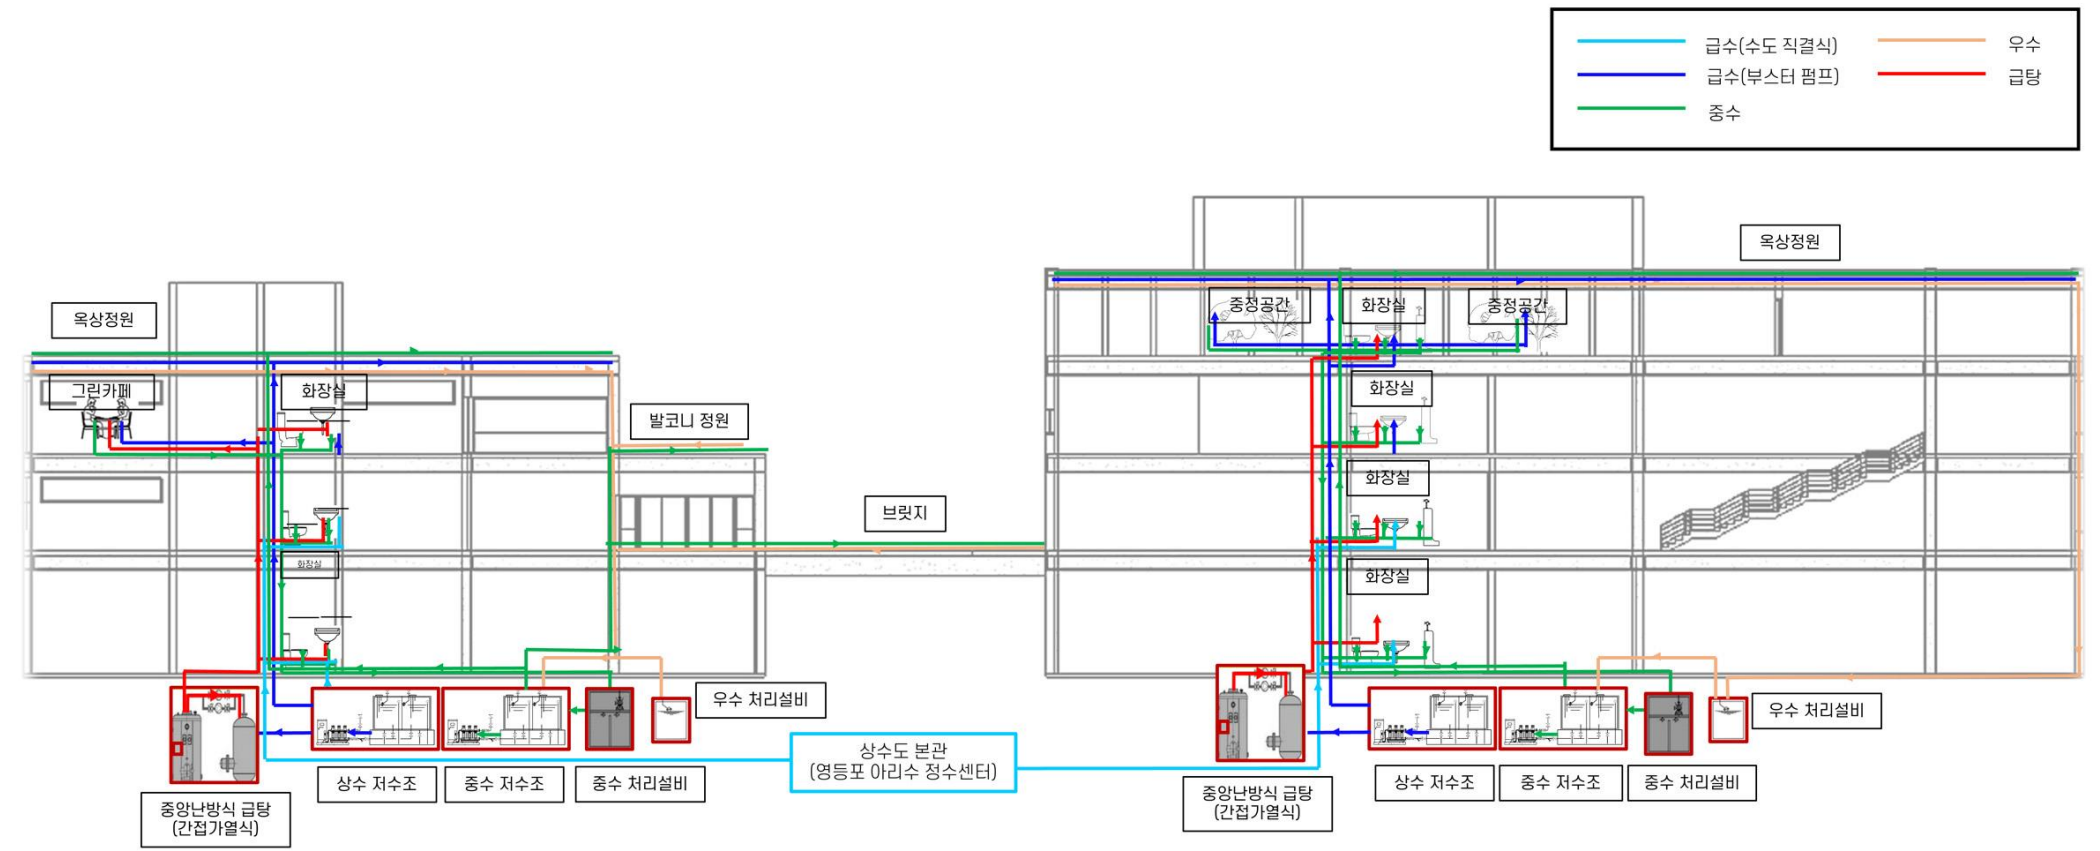 급수(수도 직결식)
우수
급수(부스터 펌프)
급탕
중수
옥상정원
옥상정원
중정공간
화장실
중정공간
그린카페
화장실
화장실
발코니 정원
화장실
브릿지
화장실
화장실
우수 처리설비
우수 처리설비
상수도 본관
(영등포 아리수 정수센터)
상수 저수조
중수 저수조
중수 처리설비
상수 저수조
중수 저수조
중수 처리설비
중앙난방식 급탕
(간접가열식)
중앙난방식 급탕
(간접가열식)